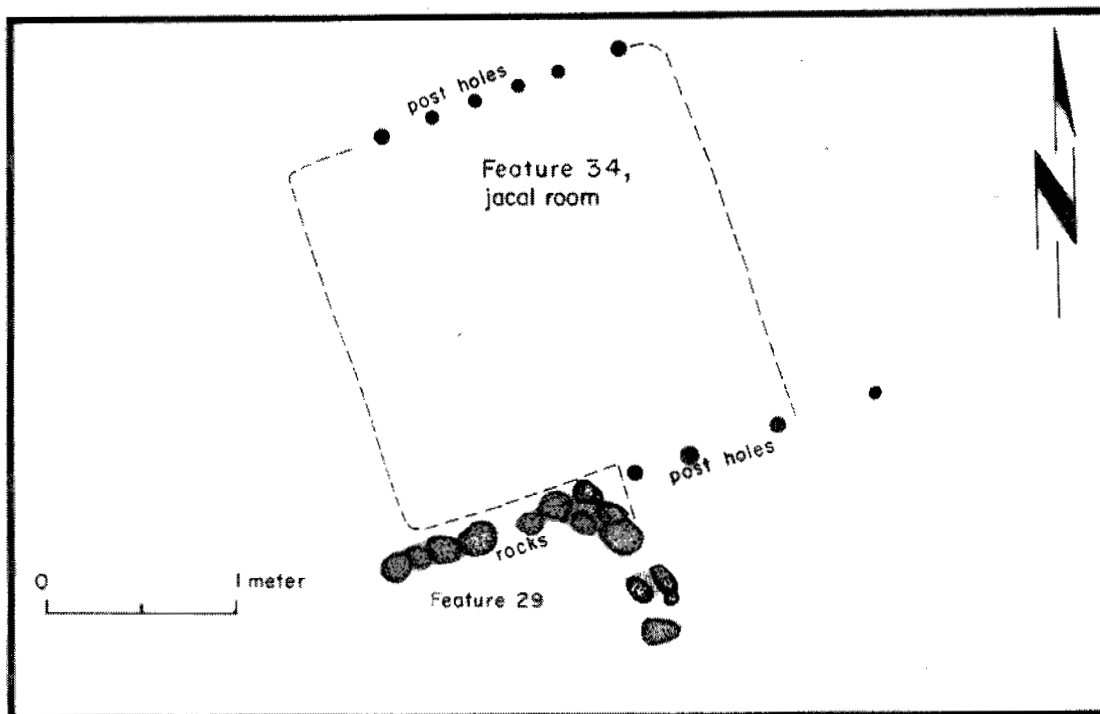 post holes
Feature 34,
jacal room
N
post holes
rocks
0 1 meter
Feature 29